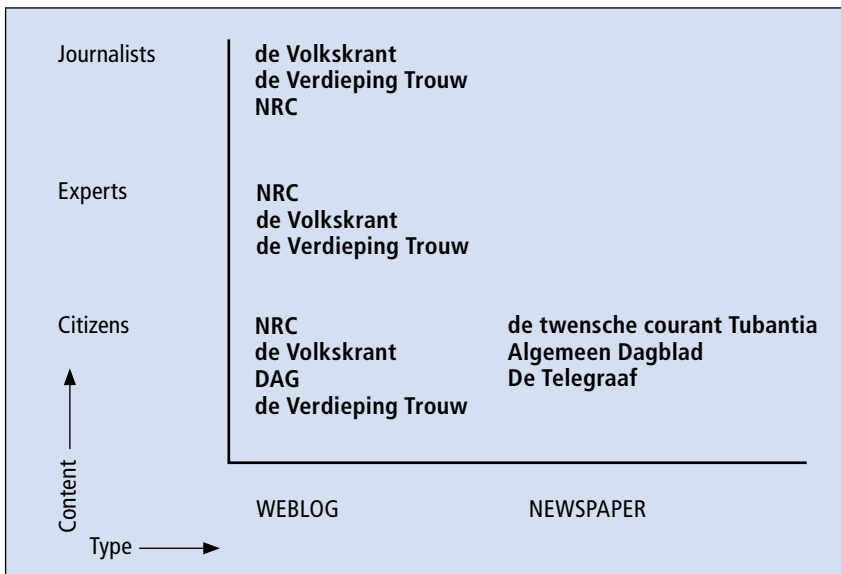 Journalists
de Volkskrant
de Verdieping Trouw
NRC
Experts
NRC
de Volkskrant
de Verdieping Trouw
Citizens
NRC
de Volkskrant
DAG
de Verdieping Trouw
de twensche courant Tubantia
Algemeen Dagblad
De Telegraaf
Content
Type
WEBLOG
NEWSPAPER